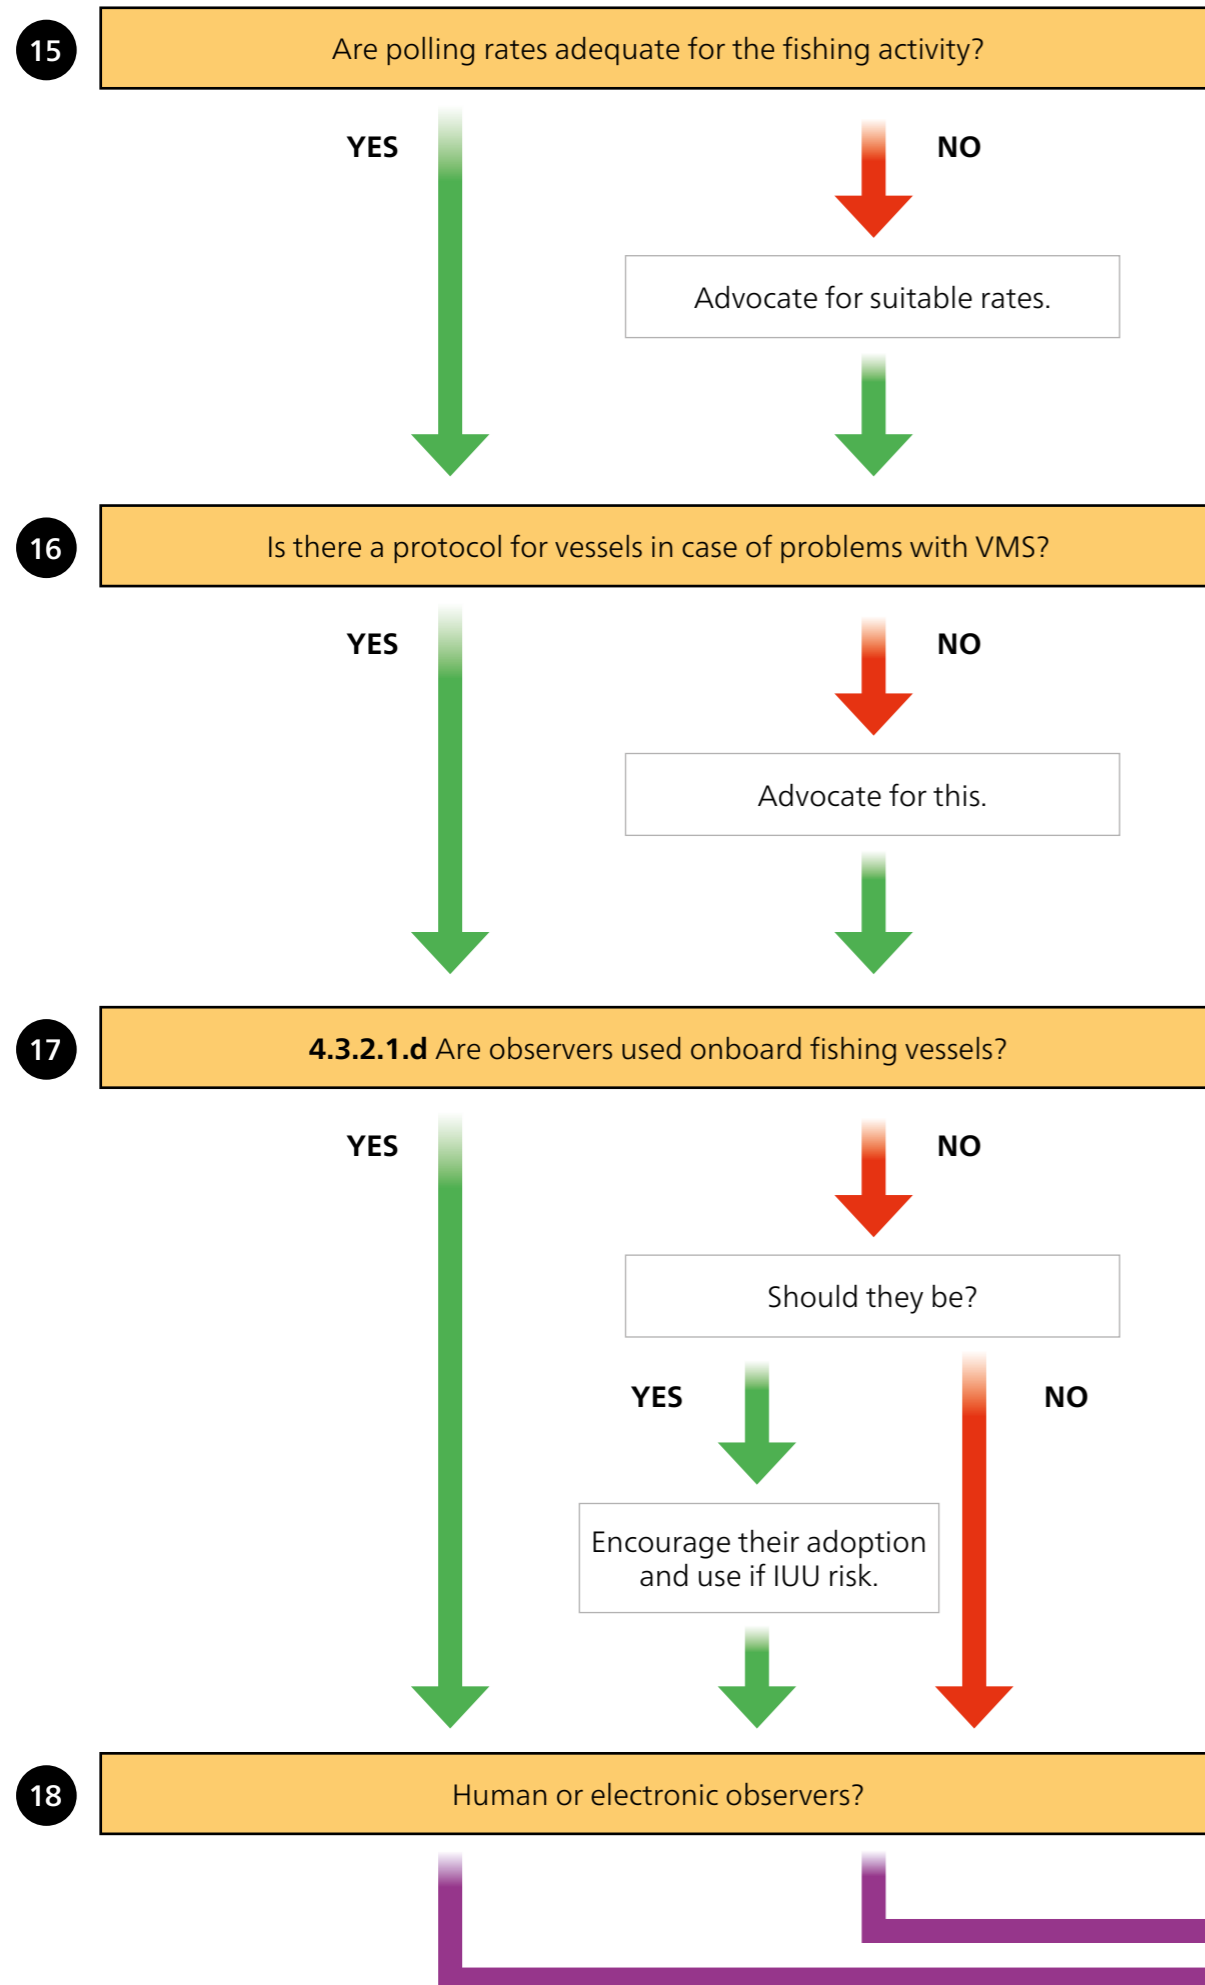 15
Are polling rates adequate for the fishing activity?
YES
NO
Advocate for suitable rates.
16
Is there a protocol for vessels in case of problems with VMS?
YES
NO
Advocate for this.
17
4.3.2.1.d Are observers used onboard fishing vessels?
YES
NO
Should they be?
YES
NO
Encourage their adoption
and use if IUU risk.
18
Human or electronic observers?